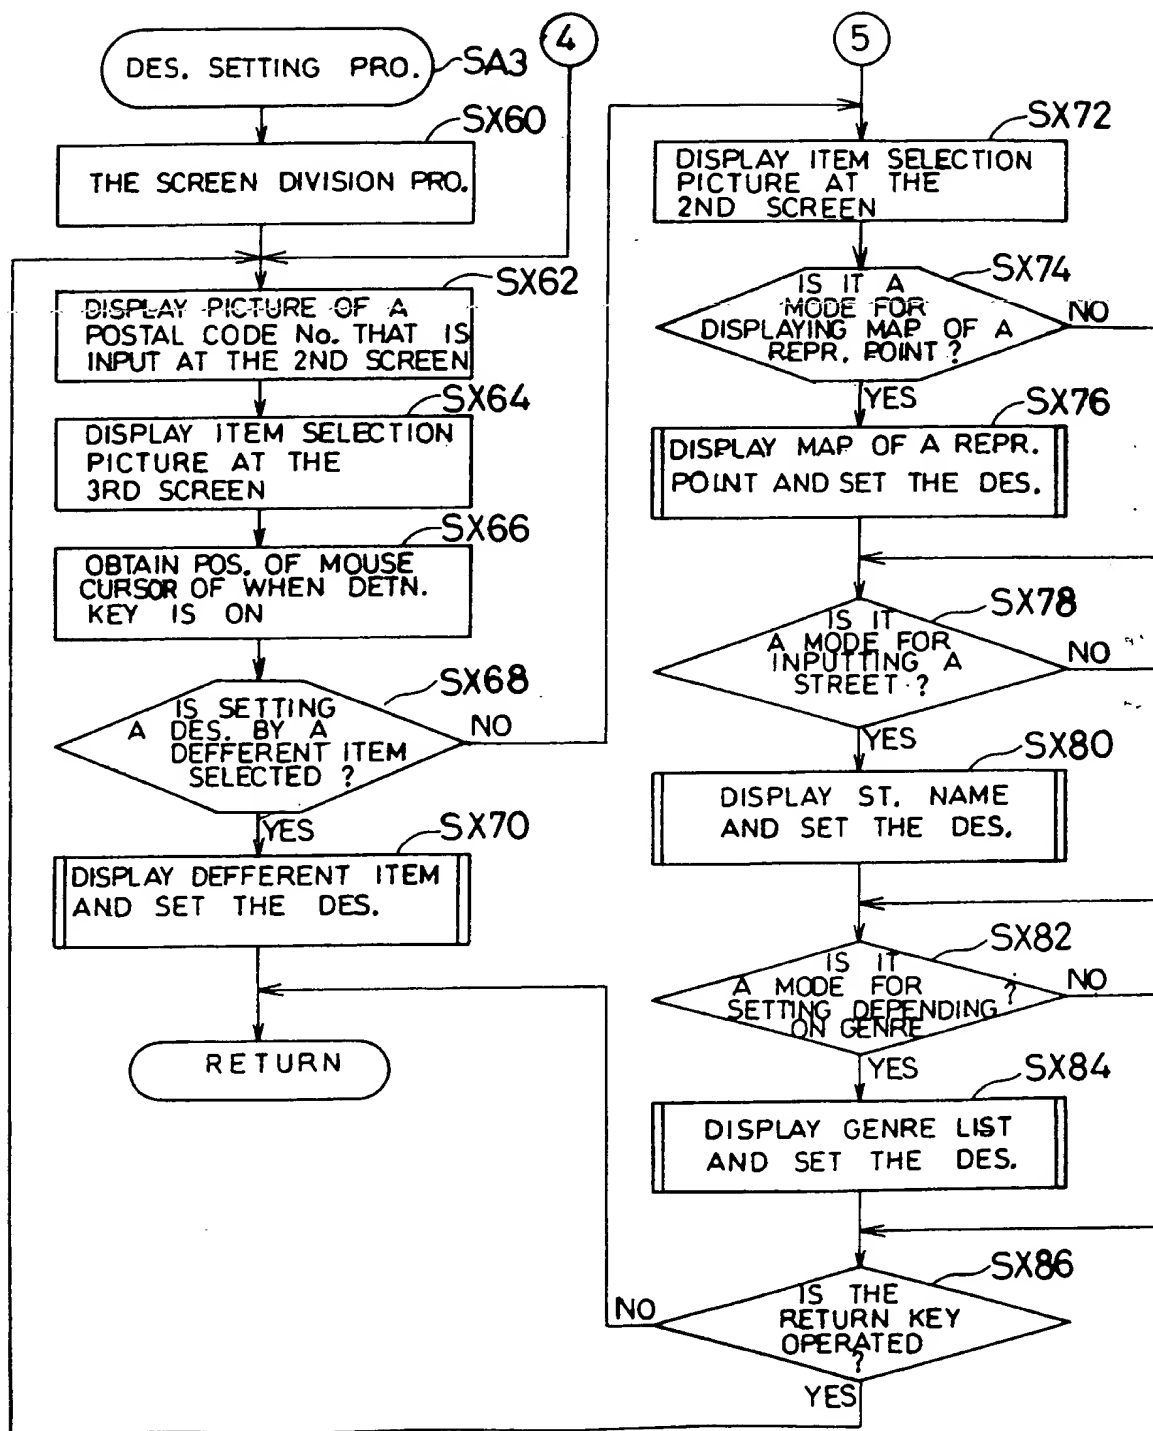 DES. SETTING PRO.
SA3
4
SX60
THE SCREEN DIVISION PRO.
SX62
DISPLAY PICTURE OF A
POSTAL CODE No. THAT IS
INPUT AT THE 2ND SCREEN
SX64
DISPLAY ITEM SELECTION
PICTURE AT THE
3RD SCREEN
SX66
OBTAIN POS. OF MOUSE
CURSOR OF WHEN DETN.
KEY IS ON
SX68
IS SETTING
A DES. BY A
DEFFERENT ITEM
SELECTED ?
NO
YES
SX70
DISPLAY DEFFERENT ITEM
AND SET THE DES.
RETURN
5
SX72
DISPLAY ITEM SELECTION
PICTURE AT THE
2ND SCREEN
SX74
IS IT A
MODE FOR
DISPLAYING MAP OF A
REPR. POINT ?
NO
YES
SX76
DISPLAY MAP OF A REPR.
POINT AND SET THE DES.
SX78
IS IT
A MODE FOR
INPUTTING A
STREET ?
NO
YES
SX80
DISPLAY ST. NAME
AND SET THE DES.
SX82
IS IT
A MODE FOR
SETTING DEPENDING ?
ON GENRE
NO
YES
SX84
DISPLAY GENRE LIST
AND SET THE DES.
SX86
IS THE
RETURN KEY
OPERATED
?
NO
YES